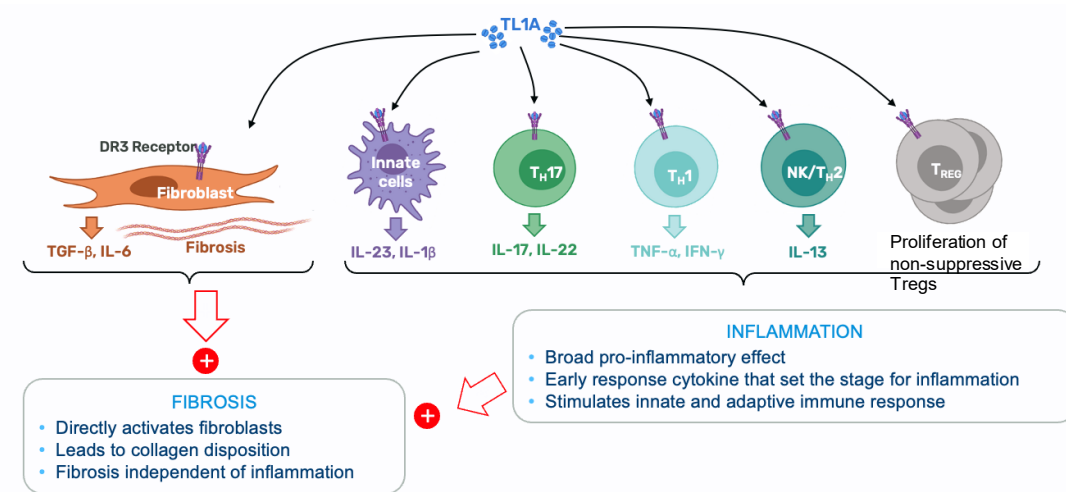 TL1A
DR3 Receptor
Fibroblast
Fibrosis
TGF-β, IL-6
Innate
cells
IL-23, IL-1β
TH17
IL-17, IL-22
TH1
TNF-α, IFN-γ
NK/TH2
IL-13
TREG
Proliferation of
non-suppressive
Tregs
INFLAMMATION
• Broad pro-inflammatory effect
• Early response cytokine that set the stage for inflammation
• Stimulates innate and adaptive immune response
+
+
FIBROSIS
• Directly activates fibroblasts
• Leads to collagen disposition
• Fibrosis independent of inflammation